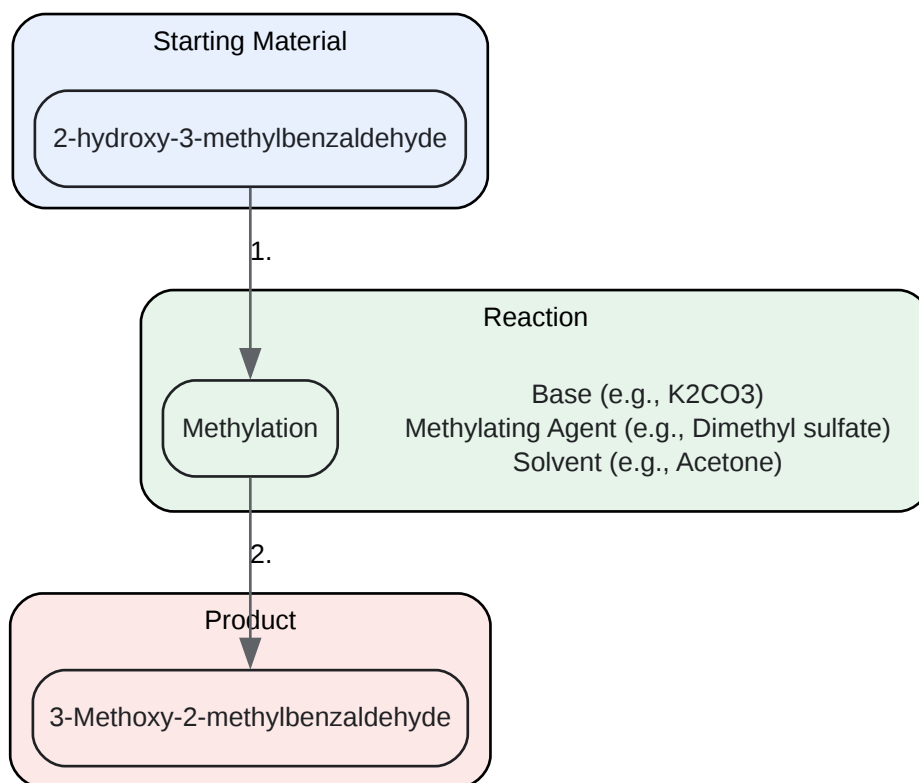 Starting Material
2-hydroxy-3-methylbenzaldehyde
1.
Reaction
Methylation
Base (e.g., K2CO3)
Methylating Agent (e.g., Dimethyl sulfate)
Solvent (e.g., Acetone)
2.
Product
3-Methoxy-2-methylbenzaldehyde